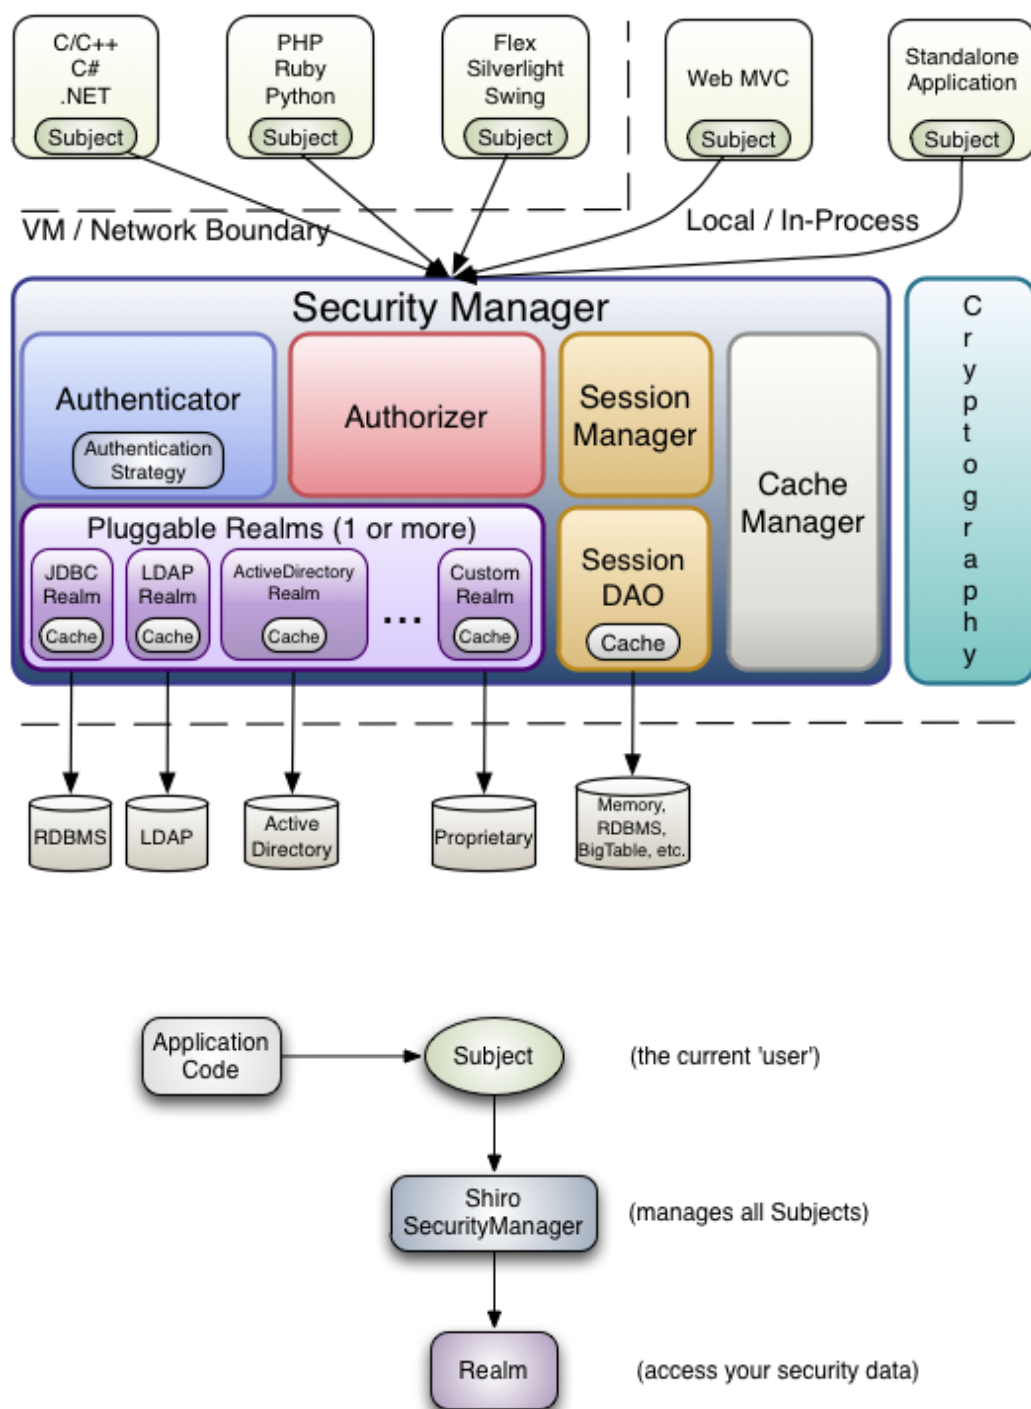 C/C++
C#
.NET
Subject
PHP
Ruby
Python
Subject
Flex
Silverlight
Swing
Subject
Web MVC
Subject
Standalone
Application
Subject
VM / Network Boundary
Local / In-Process
Security Manager
Authenticator
Authentication
Strategy
Authorizer
Session
Manager
Cache
Manager
Cryptography
Pluggable Realms (1 or more)
JDBC
Realm
Cache
LDAP
Realm
Cache
ActiveDirectory
Realm
Cache
...
Custom
Realm
Cache
Session
DAO
Cache
RDBMS
LDAP
Active
Directory
Proprietary
Memory,
RDBMS,
BigTable, etc.
Application
Code
Subject
(the current 'user')
Shiro
SecurityManager
(manages all Subjects)
Realm
(access your security data)